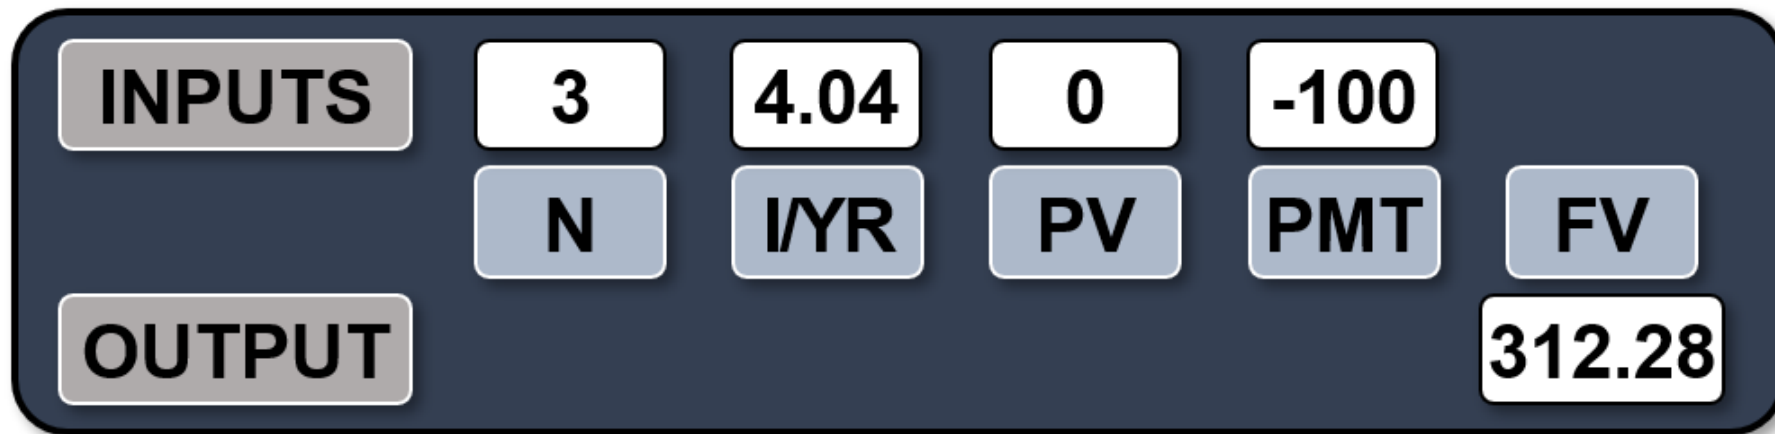 INPUTS 3 4.04 0 -100
N I/YR PV PMT FV
OUTPUT 312.28